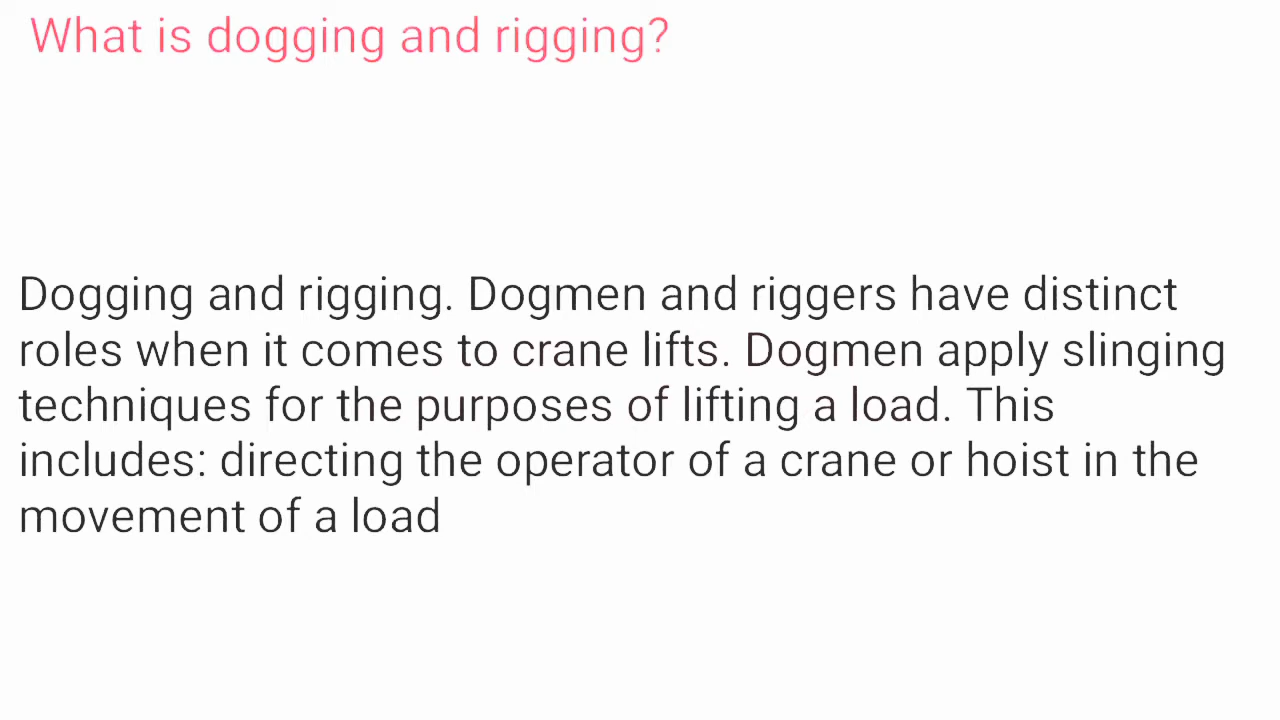 What is dogging and rigging?
Dogging and rigging. Dogmen and riggers have distinct
roles when it comes to crane lifts. Dogmen apply slinging
techniques for the purposes of lifting a load. This
includes: directing the operator of a crane or hoist in the
movement of a load